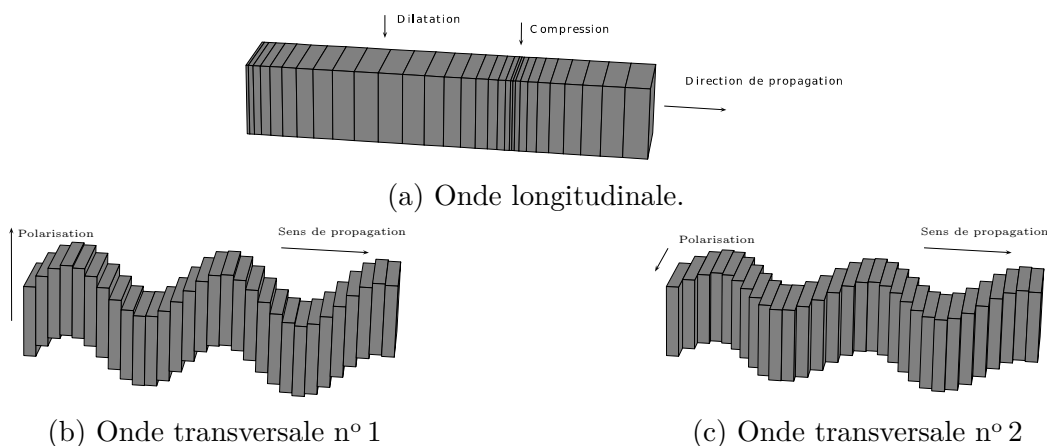 Dilatation
Compression
Direction de propagation
(a) Onde longitudinale.
Polarisation
Sens de propagation
Polarisation
Sens de propagation
(b) Onde transversale nº 1
(c) Onde transversale nº 2